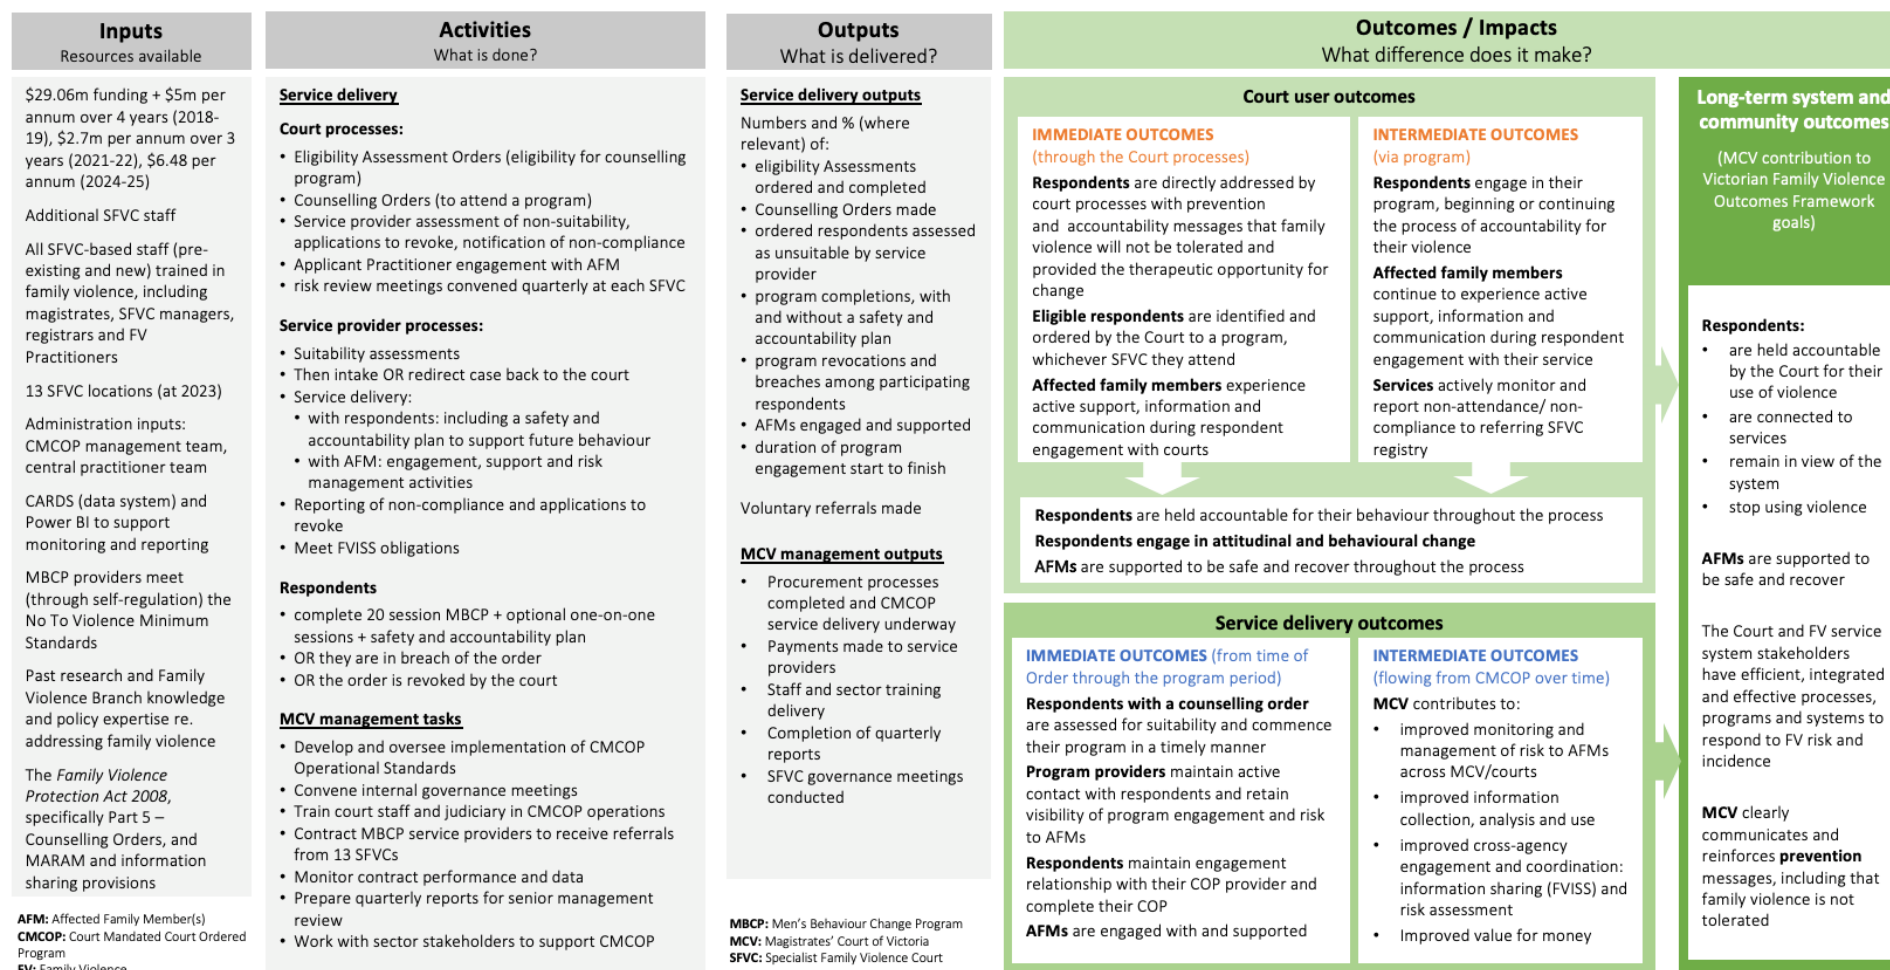 Inputs
Resources available
$29.06m funding + $5m per
annum over 4 years (2018-
19), $2.7m per annum over 3
years (2021-22), $6.48 per
annum (2024-25)
Additional SFVC staff
All SFVC-based staff (pre-
existing and new) trained in
family violence, including
magistrates, SFVC managers,
registrars and FV
Practitioners
13 SFVC locations (at 2023)
Administration inputs:
CMCOP management team,
central practitioner team
CARDS (data system) and
Power BI to support
monitoring and reporting
MBCP providers meet
(through self-regulation) the
No To Violence Minimum
Standards
Past research and Family
Violence Branch knowledge
and policy expertise re.
addressing family violence
The Family Violence
Protection Act 2008,
specifically Part 5 –
Counselling Orders, and
MARAM and information
sharing provisions
AFM: Affected Family Member(s)
CMCOP: Court Mandated Court Ordered
Program
FV: Family Violence
Activities
What is done?
Service delivery
Court processes:
• Eligibility Assessment Orders (eligibility for counselling
program)
• Counselling Orders (to attend a program)
• Service provider assessment of non-suitability,
applications to revoke, notification of non-compliance
• Applicant Practitioner engagement with AFM
• risk review meetings convened quarterly at each SFVC
Service provider processes:
• Suitability assessments
• Then intake OR redirect case back to the court
• Service delivery:
• with respondents: including a safety and
accountability plan to support future behaviour
• with AFM: engagement, support and risk
management activities
• Reporting of non-compliance and applications to
revoke
• Meet FVISS obligations
Respondents
• complete 20 session MBCP + optional one-on-one
sessions + safety and accountability plan
• OR they are in breach of the order
• OR the order is revoked by the court
MCV management tasks
• Develop and oversee implementation of CMCOP
Operational Standards
• Convene internal governance meetings
• Train court staff and judiciary in CMCOP operations
• Contract MBCP service providers to receive referrals
from 13 SFVCs
• Monitor contract performance and data
• Prepare quarterly reports for senior management
review
• Work with sector stakeholders to support CMCOP
Outputs
What is delivered?
Service delivery outputs
Numbers and % (where
relevant) of:
• eligibility Assessments
ordered and completed
• Counselling Orders made
• ordered respondents assessed
as unsuitable by service
provider
• program completions, with
and without a safety and
accountability plan
• program revocations and
breaches among participating
respondents
• AFMs engaged and supported
• duration of program
engagement start to finish
Voluntary referrals made
MCV management outputs
• Procurement processes
completed and CMCOP
service delivery underway
• Payments made to service
providers
• Staff and sector training
delivery
• Completion of quarterly
reports
• SFVC governance meetings
conducted
MBCP: Men's Behaviour Change Program
MCV: Magistrates' Court of Victoria
SFVC: Specialist Family Violence Court
Outcomes / Impacts
What difference does it make?
Court user outcomes
IMMEDIATE OUTCOMES
(through the Court processes)
Respondents are directly addressed by
court processes with prevention
and accountability messages that family
violence will not be tolerated and
provided the therapeutic opportunity for
change
Eligible respondents are identified and
ordered by the Court to a program,
whichever SFVC they attend
Affected family members experience
active support, information and
communication during respondent
engagement with courts
INTERMEDIATE OUTCOMES
(via program)
Respondents engage in their
program, beginning or continuing
the process of accountability for
their violence
Affected family members
continue to experience active
support, information and
communication during respondent
engagement with their service
Services actively monitor and
report non-attendance/ non-
compliance to referring SFVC
registry
Respondents are held accountable for their behaviour throughout the process
Respondents engage in attitudinal and behavioural change
AFMs are supported to be safe and recover throughout the process
Service delivery outcomes
IMMEDIATE OUTCOMES (from time of
Order through the program period)
Respondents with a counselling order
are assessed for suitability and commence
their program in a timely manner
Program providers maintain active
contact with respondents and retain
visibility of program engagement and risk
to AFMs
Respondents maintain engagement
relationship with their COP provider and
complete their COP
AFMs are engaged with and supported
INTERMEDIATE OUTCOMES
(flowing from CMCOP over time)
MCV contributes to:
• improved monitoring and
management of risk to AFMs
across MCV/courts
• improved information
collection, analysis and use
• improved cross-agency
engagement and coordination:
information sharing (FVISS) and
risk assessment
• Improved value for money
Long-term system and
community outcomes
(MCV contribution to
Victorian Family Violence
Outcomes Framework
goals)
Respondents:
• are held accountable
by the Court for their
use of violence
• are connected to
services
• remain in view of the
system
• stop using violence
AFMs are supported to
be safe and recover
The Court and FV service
system stakeholders
have efficient, integrated
and effective processes,
programs and systems to
respond to FV risk and
incidence
MCV clearly
communicates and
reinforces prevention
messages, including that
family violence is not
tolerated